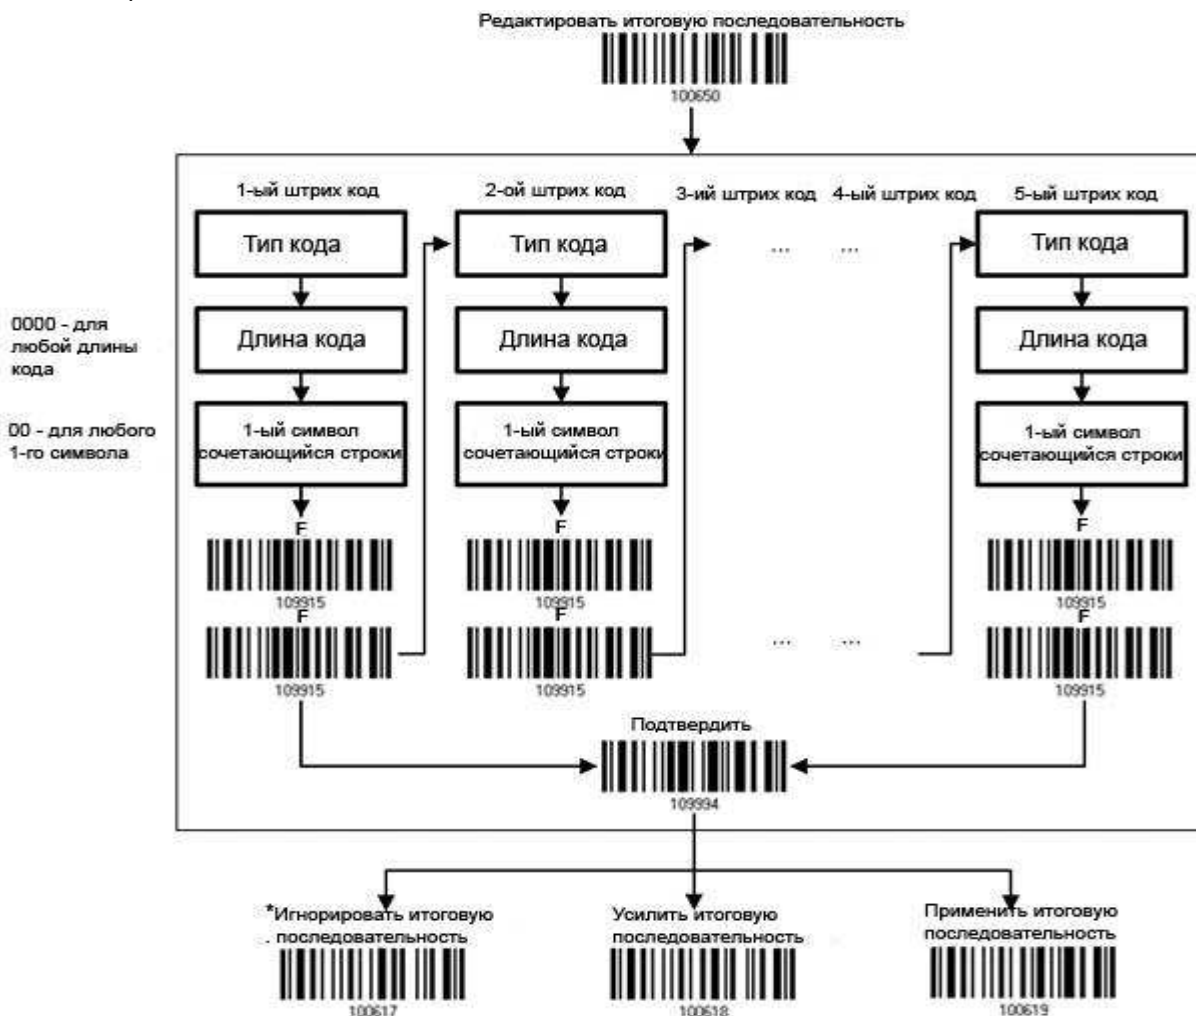 Редактировать итоговую последовательность
100650
1-ый штрих код
2-ой штрих код
3-ий штрих код
4-ый штрих код
5-ый штрих код
Тип кода
Тип кода
... ...
Тип кода
0000 - для
любой длины
кода
Длина кода
Длина кода
Длина кода
00 - для любого
1-го символа
1-ый символ
сочетающийся строки
1-ый символ
сочетающийся строки
1-ый символ
сочетающийся строки
F
F
F
109915
109915
109915
F
F
F
... ...
109915
109915
109915
Подтвердить
109994
*Игнорировать итоговую
. последовательность
100617
Усилить итоговую
последовательность
100618
Применить итоговую
последовательность
100619